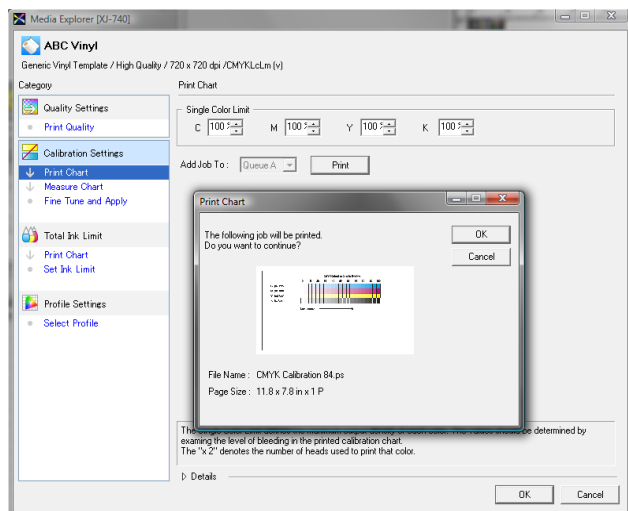 Media Explorer [XJ-740]
ABC Vinyl
Generic Vinyl Template / High Quality / 720 x 720 dpi /CMYKLcLm (v)
Category
Print Chart
Quality Settings
Print Quality
Calibration Settings
Print Chart
Measure Chart
Fine Tune and Apply
Total Ink Limit
Print Chart
Set Ink Limit
Profile Settings
Select Profile
Single Color Limit
C 100 M 100 Y 100 K 100
Add Job To : Queue A Print
Print Chart
The following job will be printed.
Do you want to continue?
OK
Cancel
File Name : CMYK Calibration 84.ps
Page Size : 11.8 x 7.8 in x 1 P
be determined by
examing the level of bleeding in the printed calibration chart.
The "x 2" denotes the number of heads used to print that color.
Details
OK Cancel